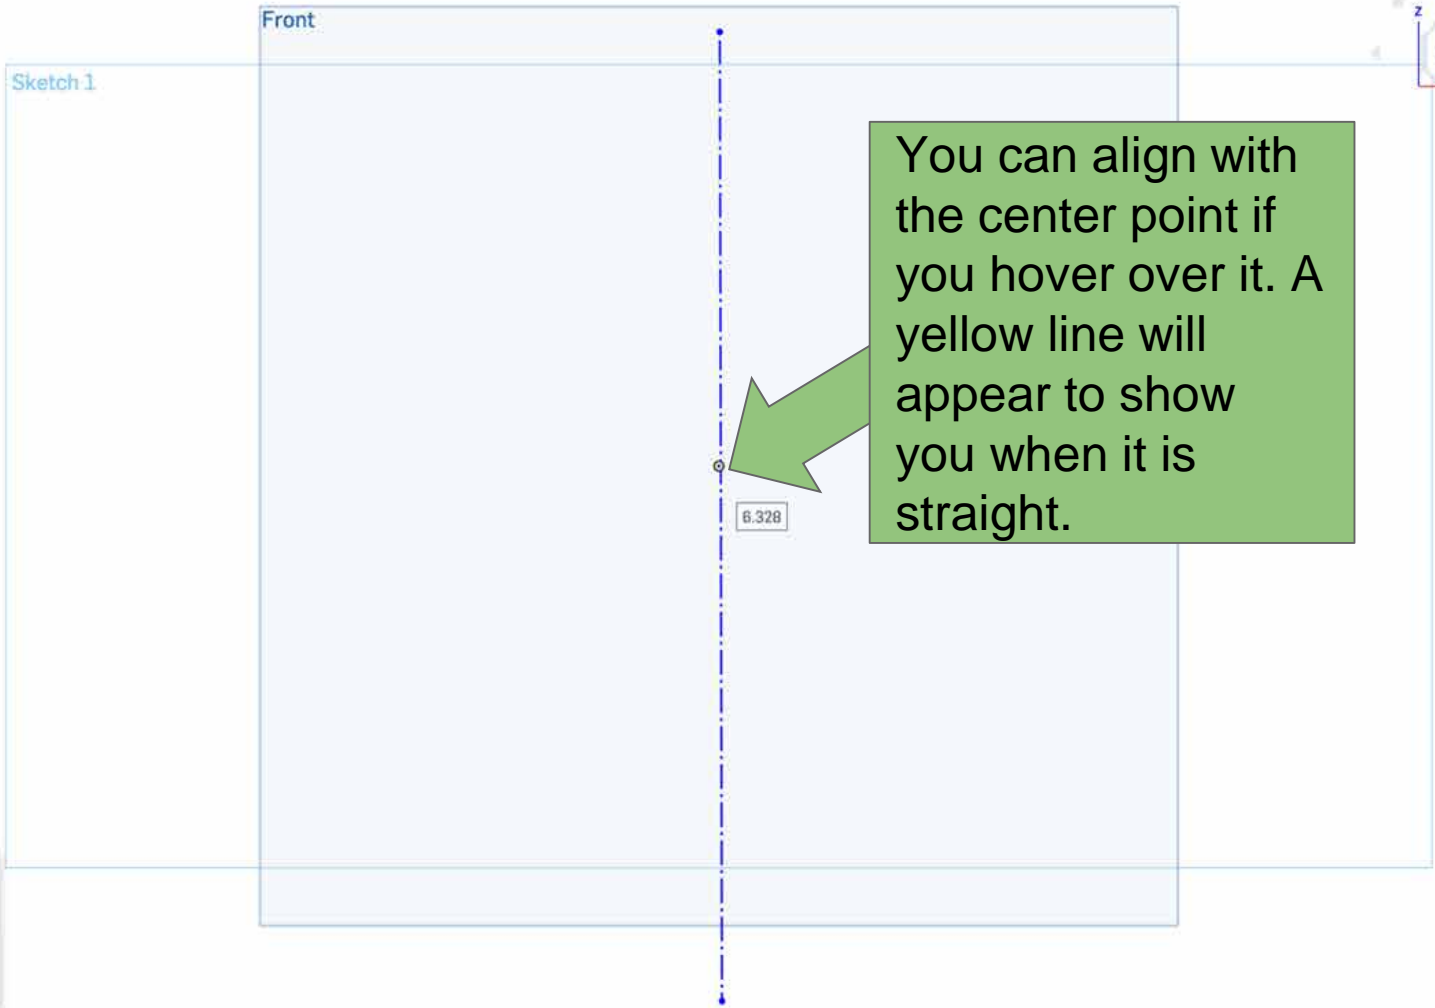 Front
z
Sketch 1
You can align with
the center point if
you hover over it. A
yellow line will
appear to show
you when it is
straight.
6.328